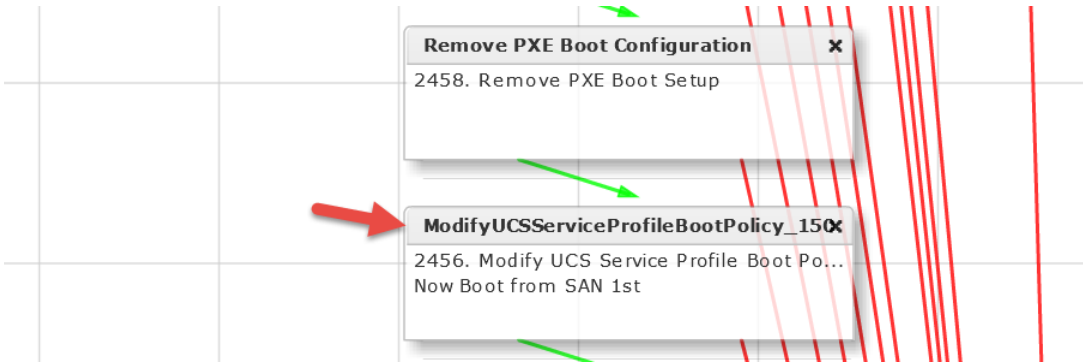 Remove PXE Boot Configuration
2458. Remove PXE Boot Setup
ModifyUCSServiceProfileBootPolicy_150
2456. Modify UCS Service Profile Boot Po...
Now Boot from SAN 1st